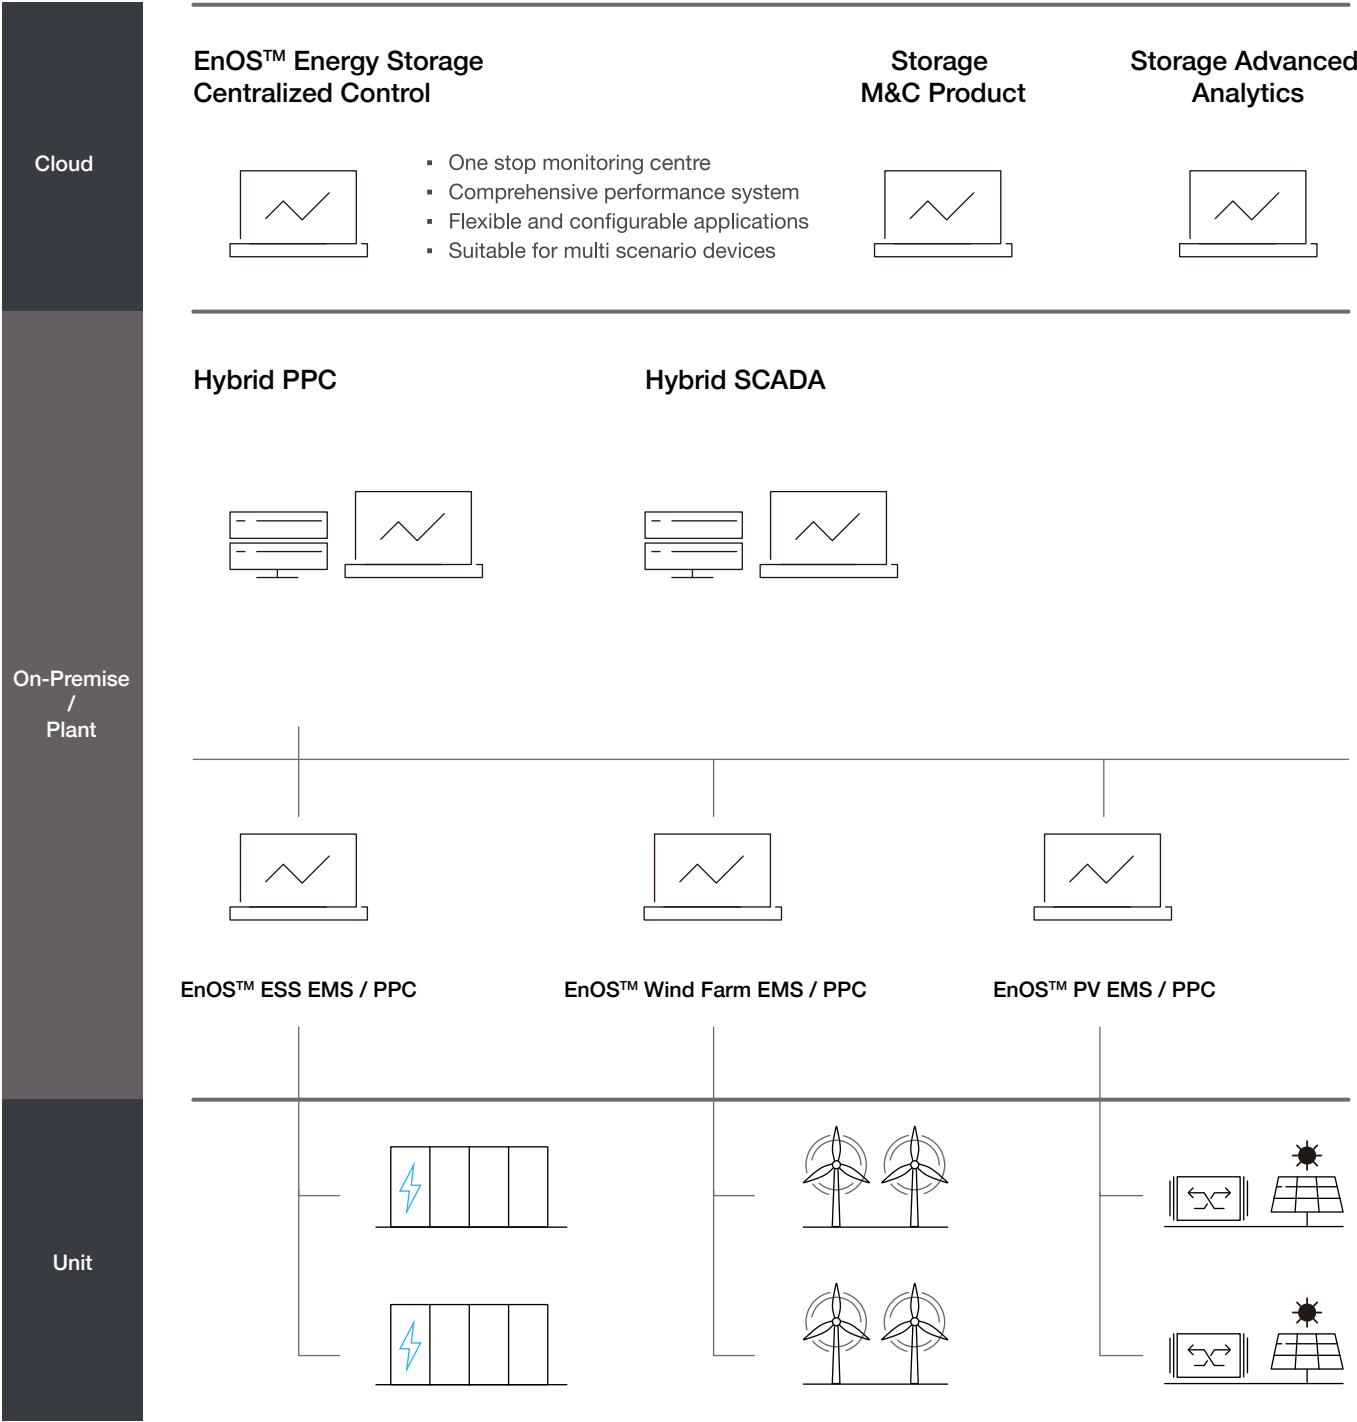 EnOS™ Energy Storage
Centralized Control
Storage
M&C Product
Storage Advanced
Analytics
Cloud
▪ One stop monitoring centre
▪ Comprehensive performance system
▪ Flexible and configurable applications
▪ Suitable for multi scenario devices
Hybrid PPC
Hybrid SCADA
On-Premise
/
Plant
EnOS™ ESS EMS / PPC
EnOS™ Wind Farm EMS / PPC
EnOS™ PV EMS / PPC
Unit